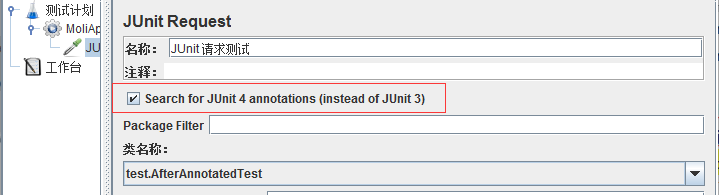 测试计划
MoliAp
JU
工作台
JUnit Request
名称： JUnit 请求测试
注释：
Search for JUnit 4 annotations (instead of JUnit 3)
Package Filter
类名称：
test.AfterAnnotatedTest